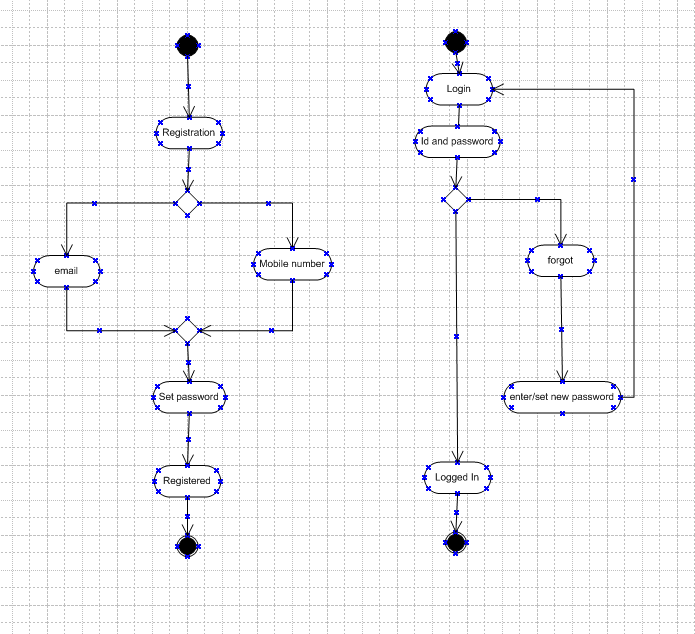 Registration
email
Mobile number
Set password
Registered
Login
Id and password
forgot
enter/set new password
Logged In